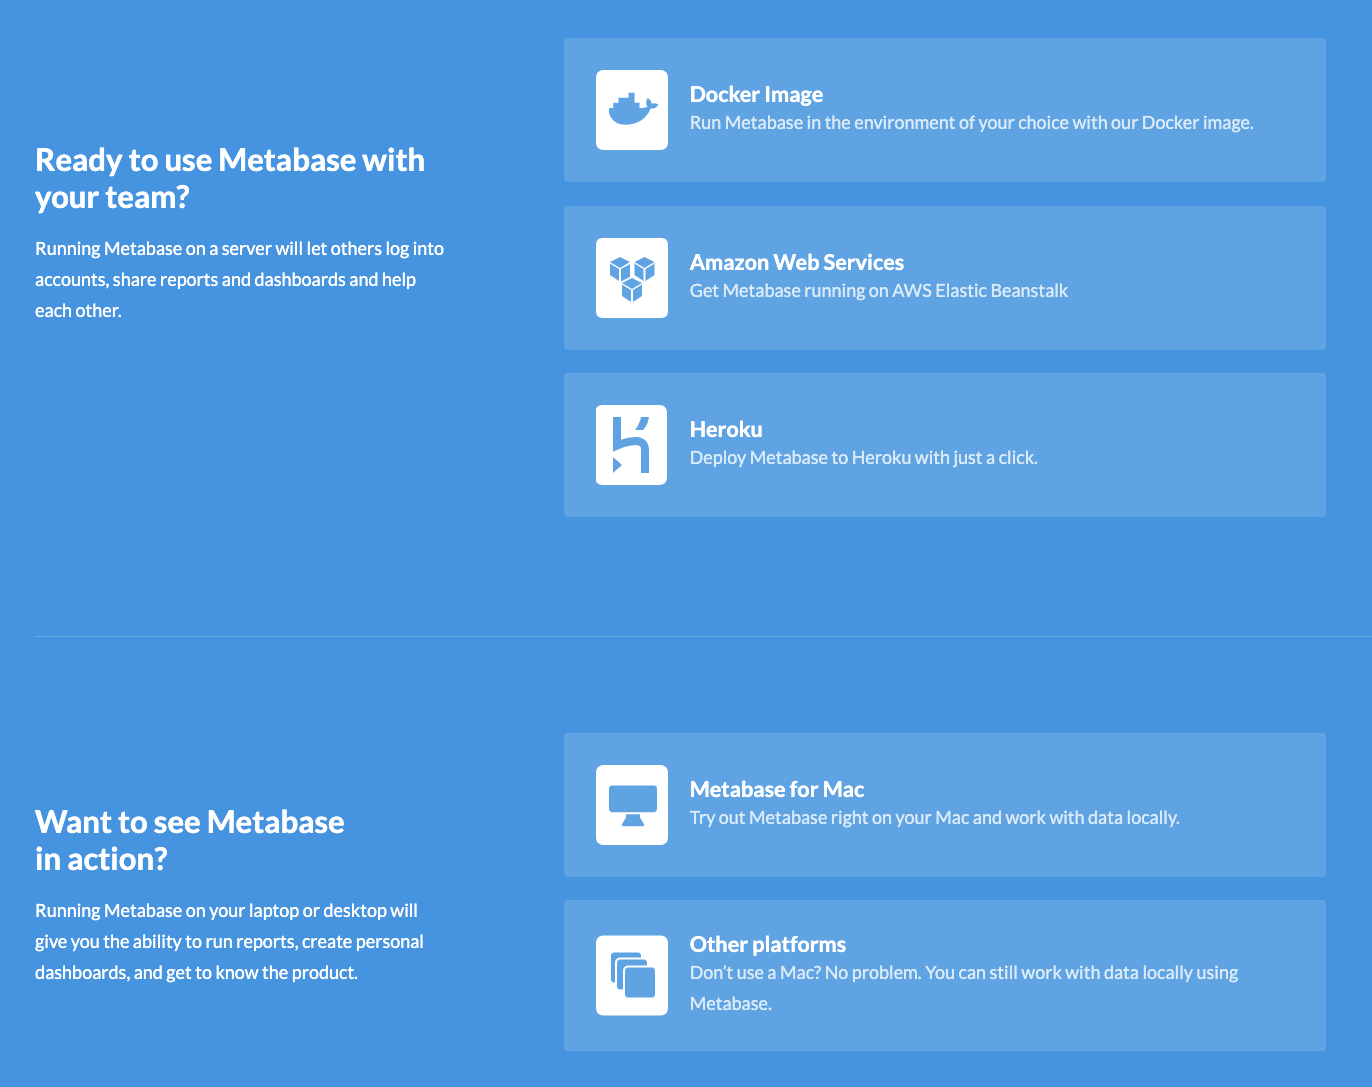 Ready to use Metabase with
your team?
Running Metabase on a server will let others log into
accounts, share reports and dashboards and help
each other.
Docker Image
Run Metabase in the environment of your choice with our Docker image.
Amazon Web Services
Get Metabase running on AWS Elastic Beanstalk
Heroku
Deploy Metabase to Heroku with just a click.
Want to see Metabase
in action?
Running Metabase on your laptop or desktop will
give you the ability to run reports, create personal
dashboards, and get to know the product.
Metabase for Mac
Try out Metabase right on your Mac and work with data locally.
Other platforms
Don’t use a Mac? No problem. You can still work with data locally using
Metabase.